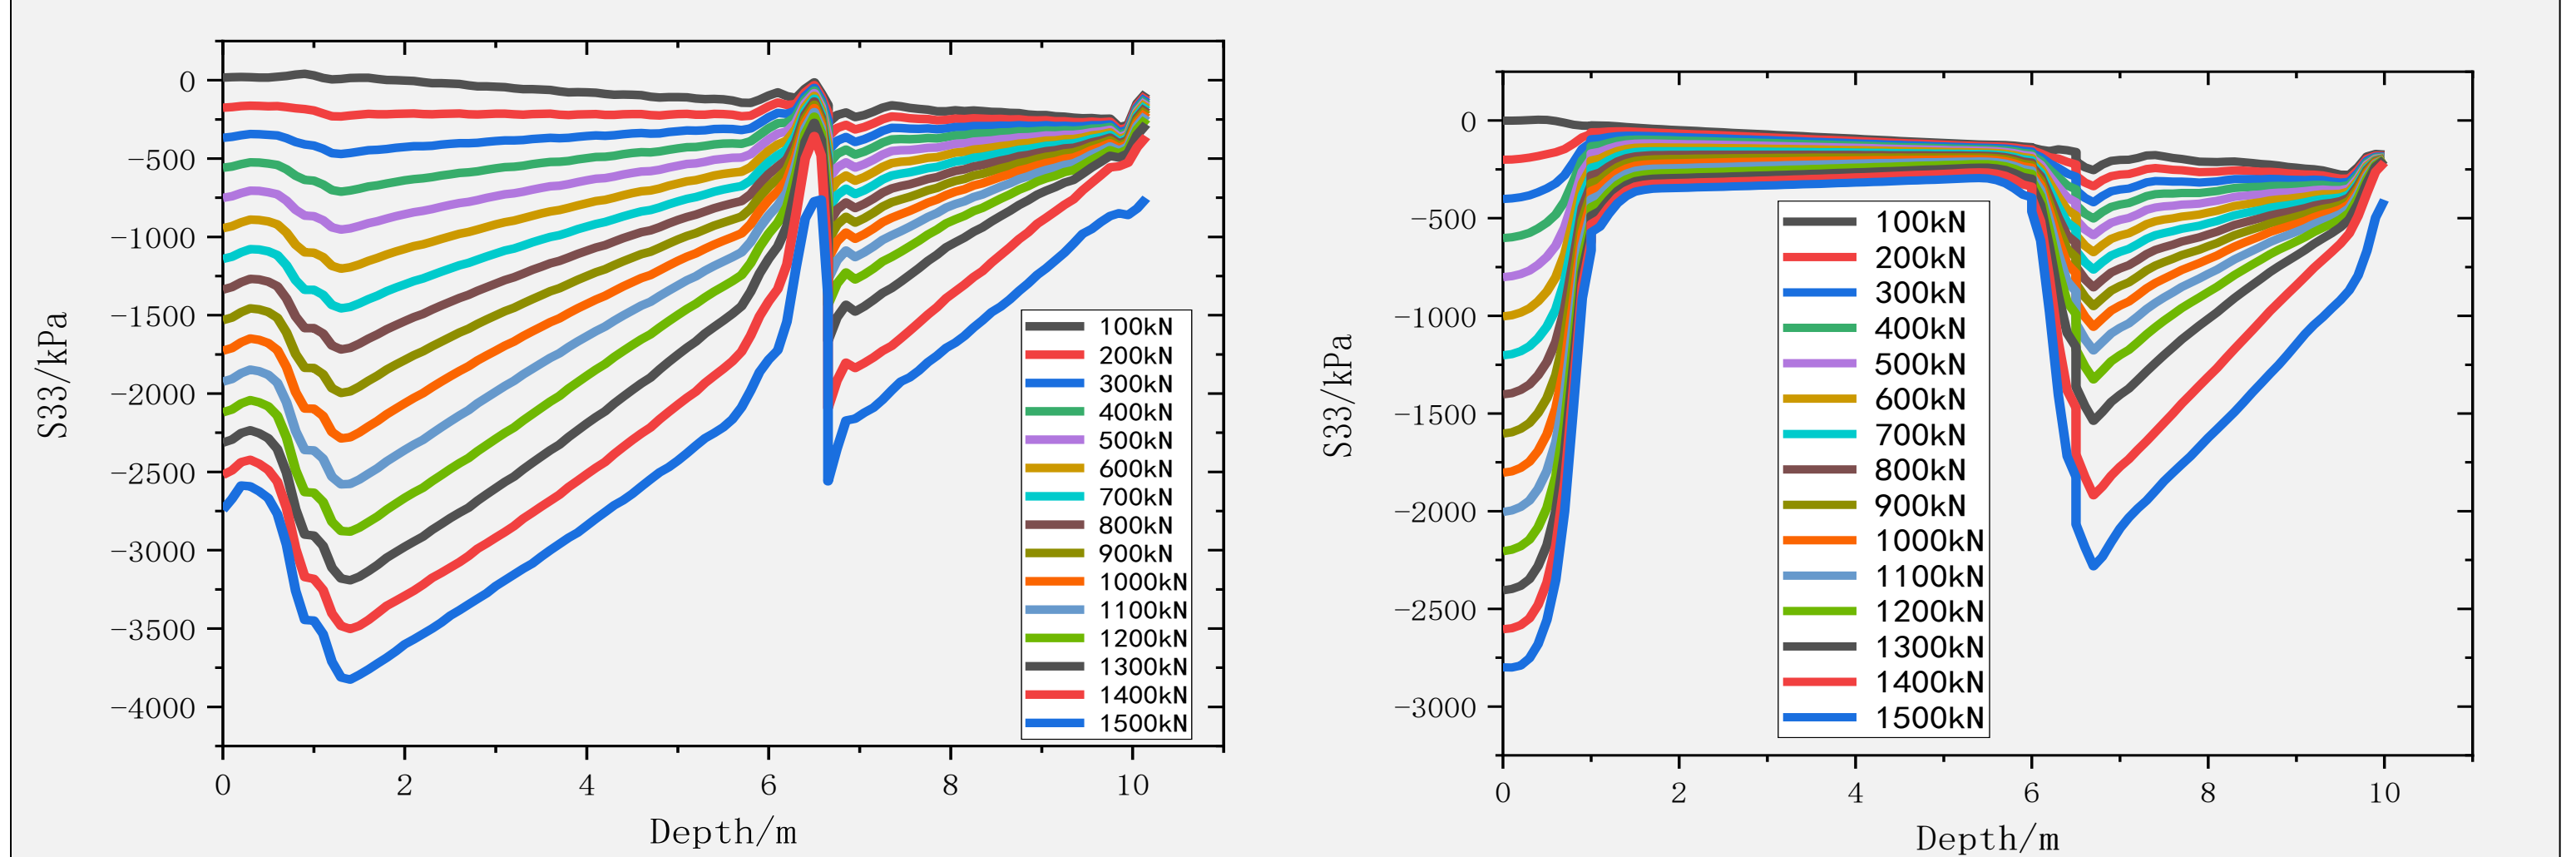 S33/kPa
0
−500
−1000
−1500
−2000
−2500
−3000
−3500
−4000
0 2 4 6 8 10
Depth/m
100kN
200kN
300kN
400kN
500kN
600kN
700kN
800kN
900kN
1000kN
1100kN
1200kN
1300kN
1400kN
1500kN
S33/kPa
0
−500
−1000
−1500
−2000
−2500
−3000
0 2 4 6 8 10
Depth/m
100kN
200kN
300kN
400kN
500kN
600kN
700kN
800kN
900kN
1000kN
1100kN
1200kN
1300kN
1400kN
1500kN